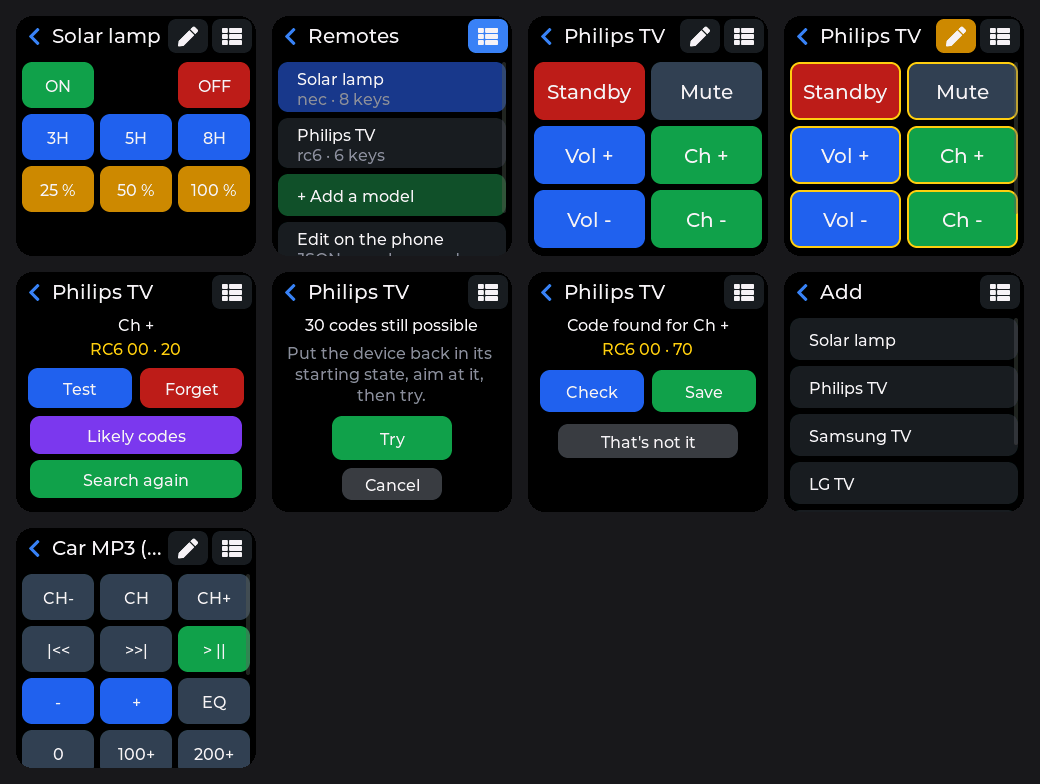 Solar lamp
ON
OFF
3H
5H
8H
25 %
50 %
100 %
Remotes
Solar lamp
nec · 8 keys
Philips TV
rc6 · 6 keys
+ Add a model
Edit on the phone
Philips TV
Standby
Mute
Vol +
Ch +
Vol -
Ch -
Philips TV
Standby
Mute
Vol +
Ch +
Vol -
Ch -
Philips TV
Ch +
RC6 00 · 20
Test
Forget
Likely codes
Search again
Philips TV
30 codes still possible
Put the device back in its
starting state, aim at it,
then try.
Try
Cancel
Philips TV
Code found for Ch +
RC6 00 · 70
Check
Save
That's not it
Add
Solar lamp
Philips TV
Samsung TV
LG TV
Car MP3 (...
CH-
CH
CH+
|<<
>>|
> ||
-
+
EQ
0
100+
200+